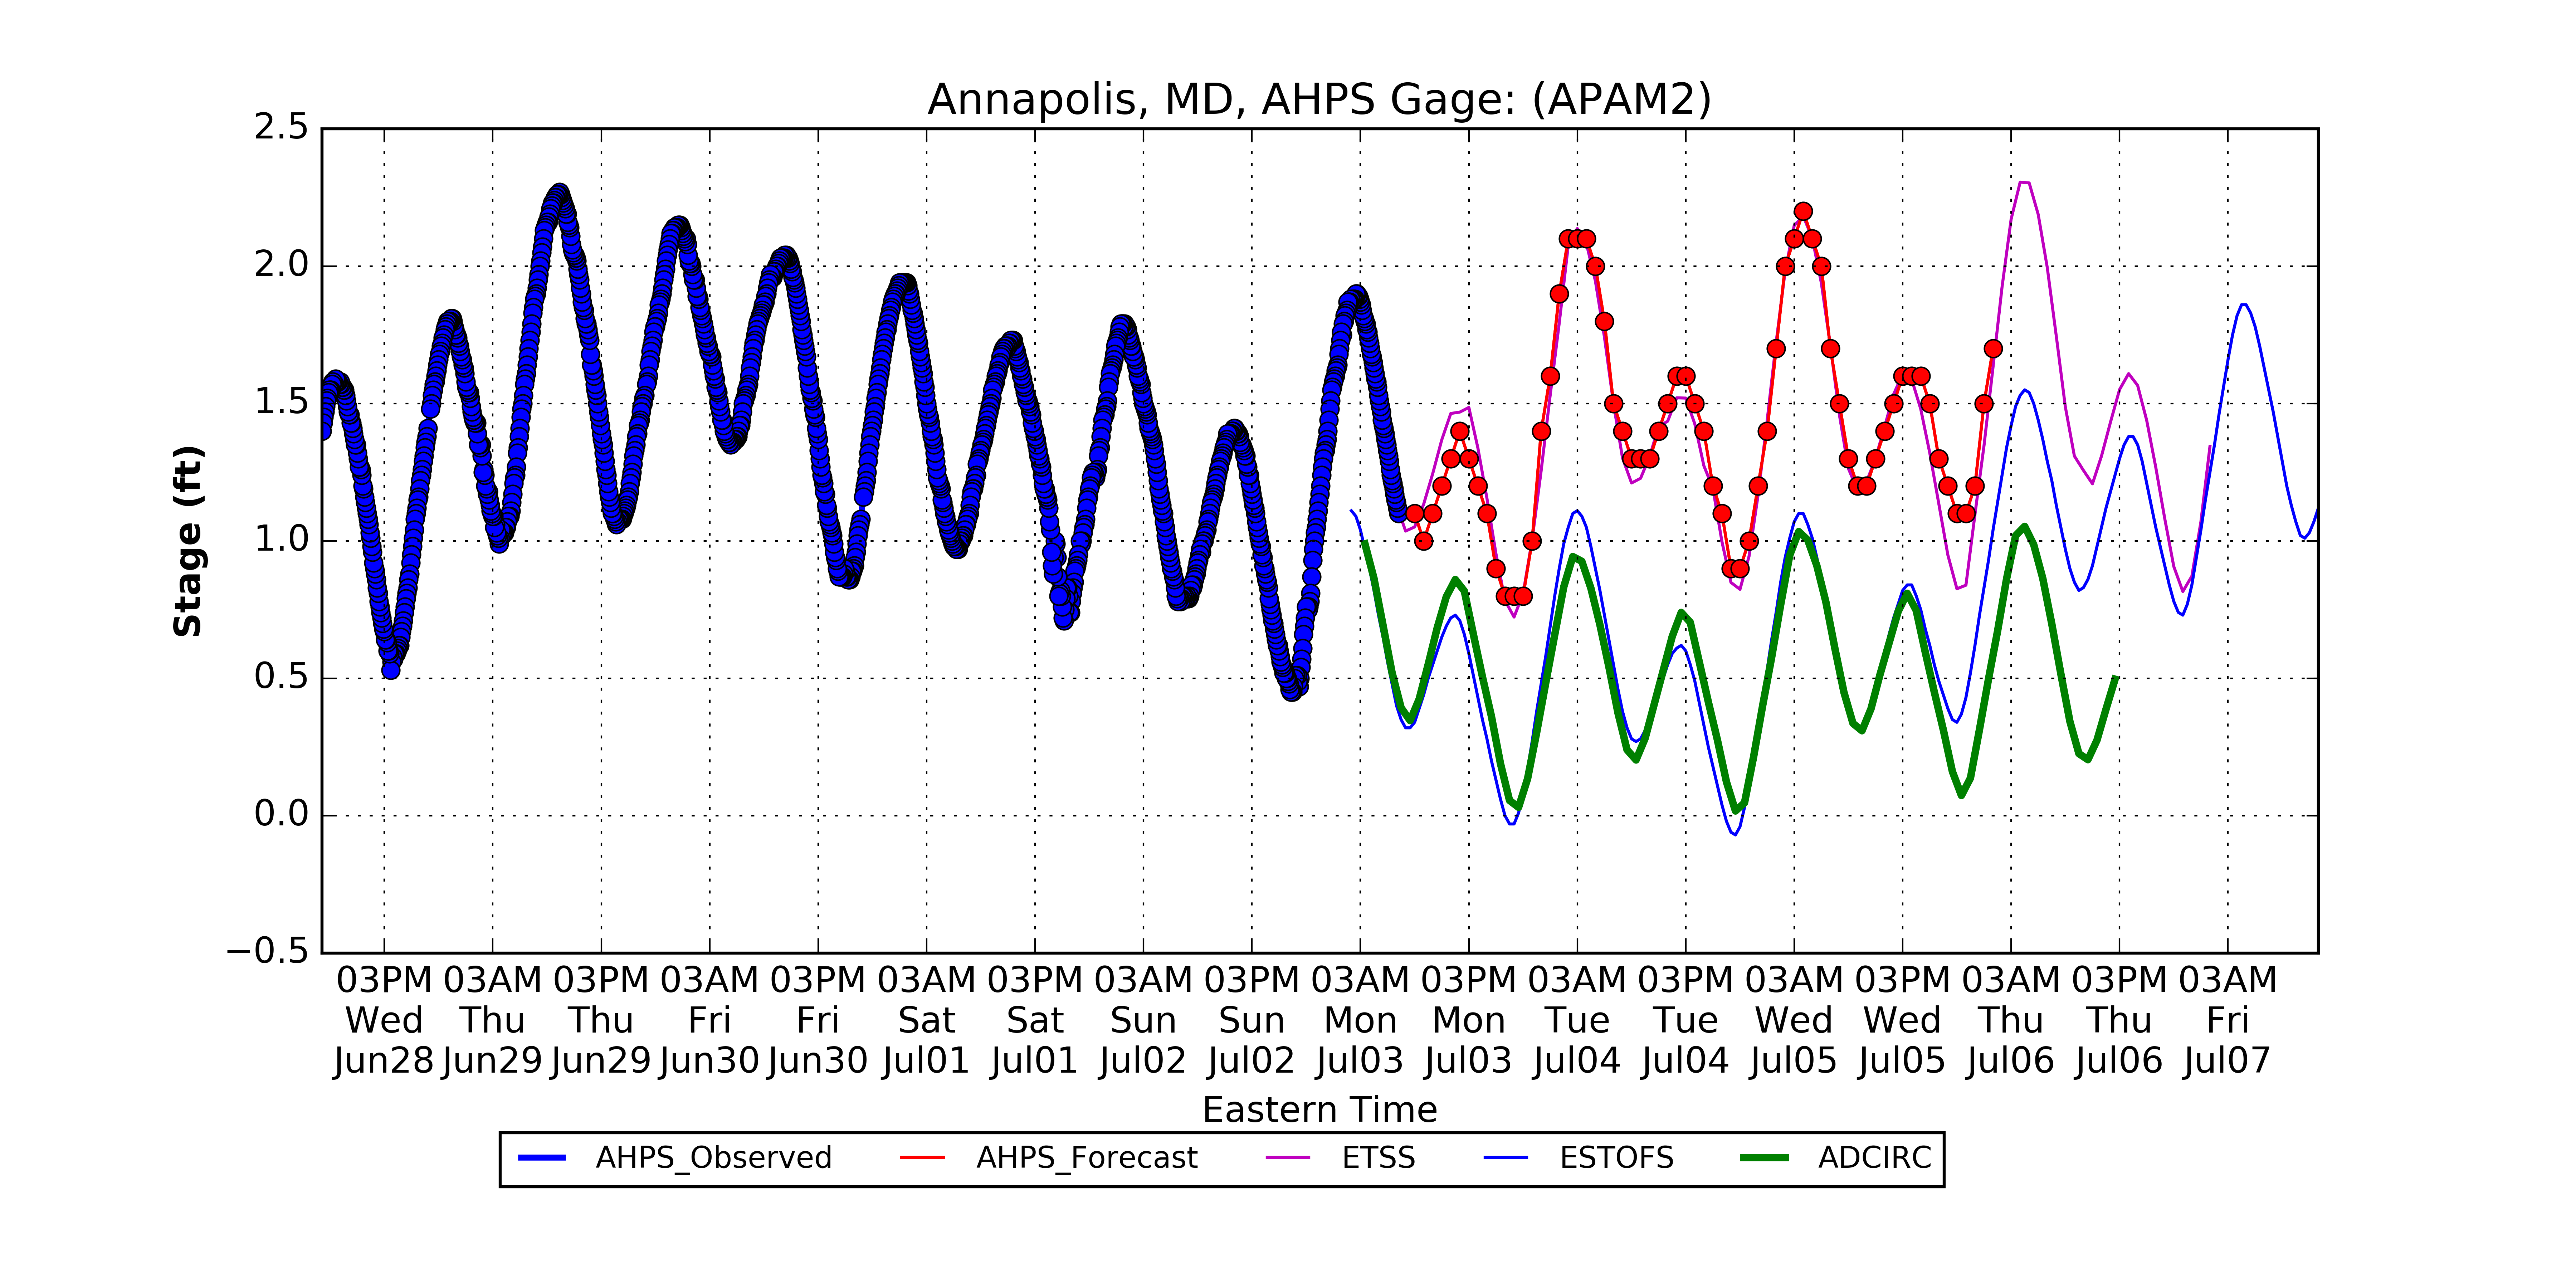 Annapolis, MD, AHPS Gage: (APAM2)
Stage (ft)
2.5
2.0
1.5
1.0
0.5
0.0
−0.5
03PM 03AM 03PM 03AM 03PM 03AM 03PM 03AM 03PM 03AM 03PM 03AM 03PM 03AM 03PM 03AM 03PM 03AM
Wed Thu Thu Fri Fri Sat Sat Sun Sun Mon Mon Tue Tue Wed Wed Thu Thu Fri
Jun28 Jun29 Jun29 Jun30 Jun30 Jul01 Jul01 Jul02 Jul02 Jul03 Jul03 Jul04 Jul04 Jul05 Jul05 Jul06 Jul06 Jul07
Eastern Time
AHPS_Observed AHPS_Forecast ETSS ESTOFS ADCIRC